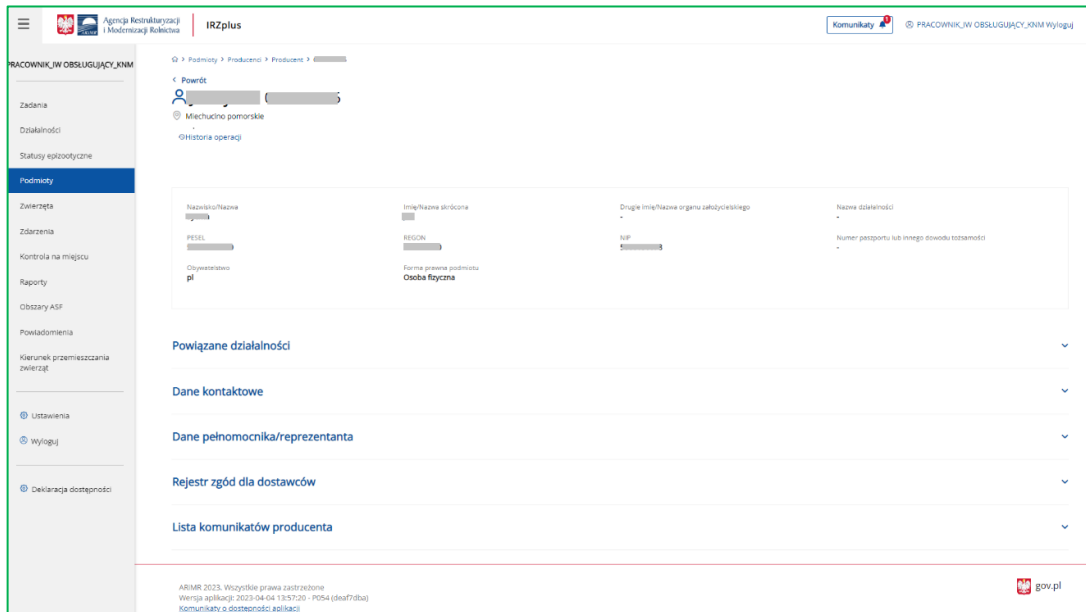 Agencja Restrukturyzacji
i Modernizacji Rolnictwa
IRZplus
Komunikaty
PRACOWNIK_IW OBSŁUGUJĄCY_KNM Wyloguj
PRACOWNIK_IW OBSŁUGUJĄCY_KNM
Zadania
Działalności
Statusy epizootyczne
Podmioty
Zwierzęta
Zdarzenia
Kontrola na miejscu
Raporty
Obszary ASF
Powiadomienia
Kierunek przemieszczania
zwierząt
Ustawienia
Wyloguj
Deklaracja dostępności
> Podmioty > Producenci > Producent >
< Powrót
Miechucino pomorskie
Historia operacji
Nazwisko/Nazwa
Imię/Nazwa skrócona
Drugie Imię/Nazwa organu założycielskiego
-
Nazwa działalności
-
PESEL
REGON
NIP
Numer paszportu lub innego dowodu tożsamości
-
Obywatelstwo
pl
Forma prawna podmiotu
Osoba fizyczna
Powiązane działalności
Dane kontaktowe
Dane pełnomocnika/reprezentanta
Rejestr zgód dla dostawców
Lista komunikatów producenta
ARiMR 2023. Wszystkie prawa zastrzeżone
Wersja aplikacji: 2023-04-04 13:57:20 - P054 (deaf7dba)
Komunikaty o dostępności aplikacji
gov.pl